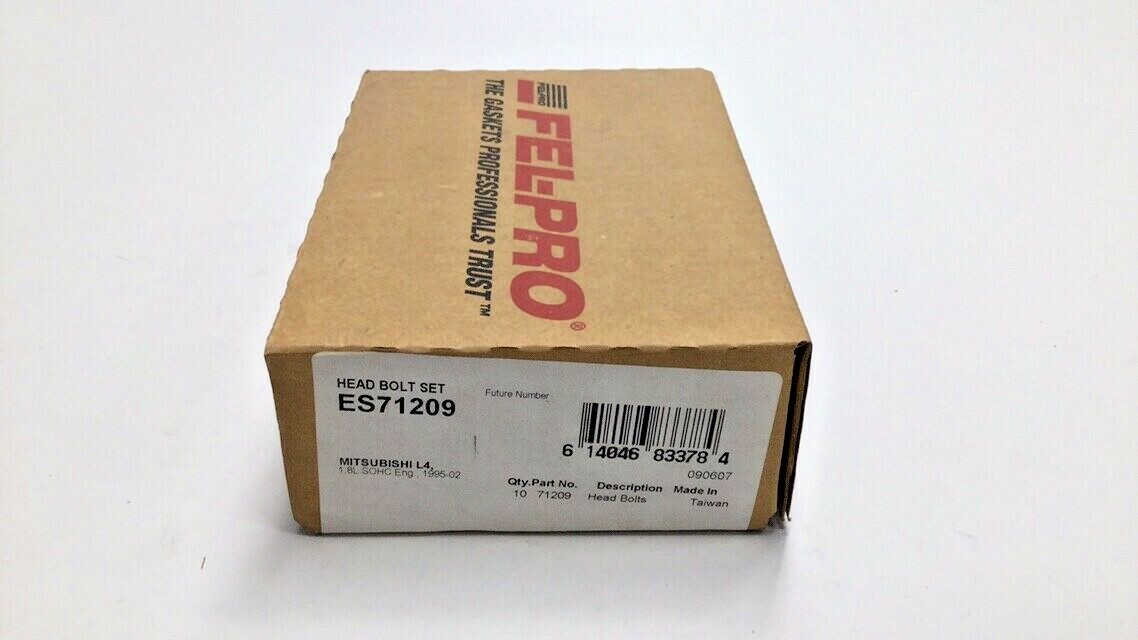 FEL-PRO
FEL-PRO®
THE GASKETS PROFESSIONALS TRUST™
HEAD BOLT SET
ES71209
Future Number
6 14046 83378 4
090607
MITSUBISHI L4,
1.8L SOHC Eng., 1995-02
Qty. Part No. Description Made In
10 71209 Head Bolts Taiwan